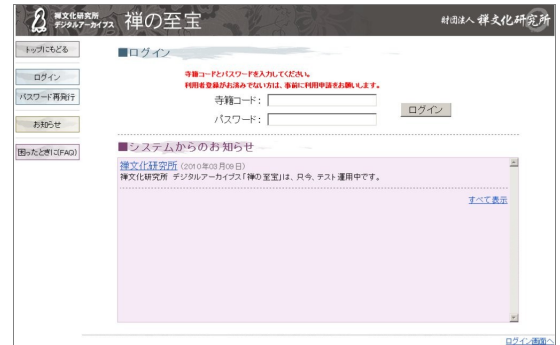 禅文化研究所
デジタルアーカイブス
禅の至宝
財団法人 禅文化研究所
トップにもどる
ログイン
パスワード再発行
お知らせ
困ったときに(FAQ)
■ログイン
寺籍コードとパスワードを入力してください。
利用者登録がお済みでない方は、事前に利用申請をお願いします。
寺籍コード:
パスワード:
ログイン
■システムからのお知らせ
禅文化研究所 (2010年03月09日)
禅文化研究所 デジタルアーカイブス「禅の至宝」は、只今、テスト運用中です。
すべて表示
ログイン画面へ